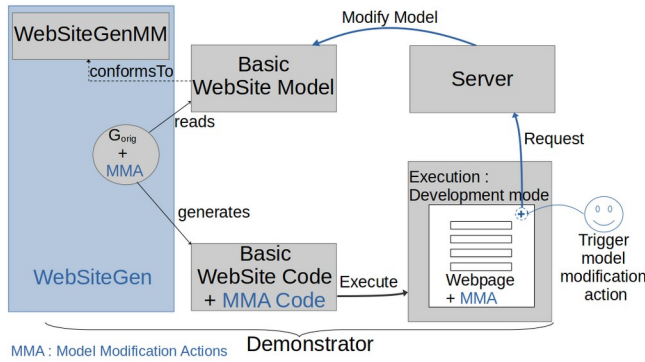 Modify Model
WebSiteGenMM
conformsTo
Basic
WebSite Model
Server
reads
Gorig
+
MMA
Request
Execution :
Development mode
+
generates
WebSiteGen
Basic
WebSite Code
+ MMA Code
Execute
Webpage
+ MMA
Trigger
model
modification
action
Demonstrator
MMA : Model Modification Actions